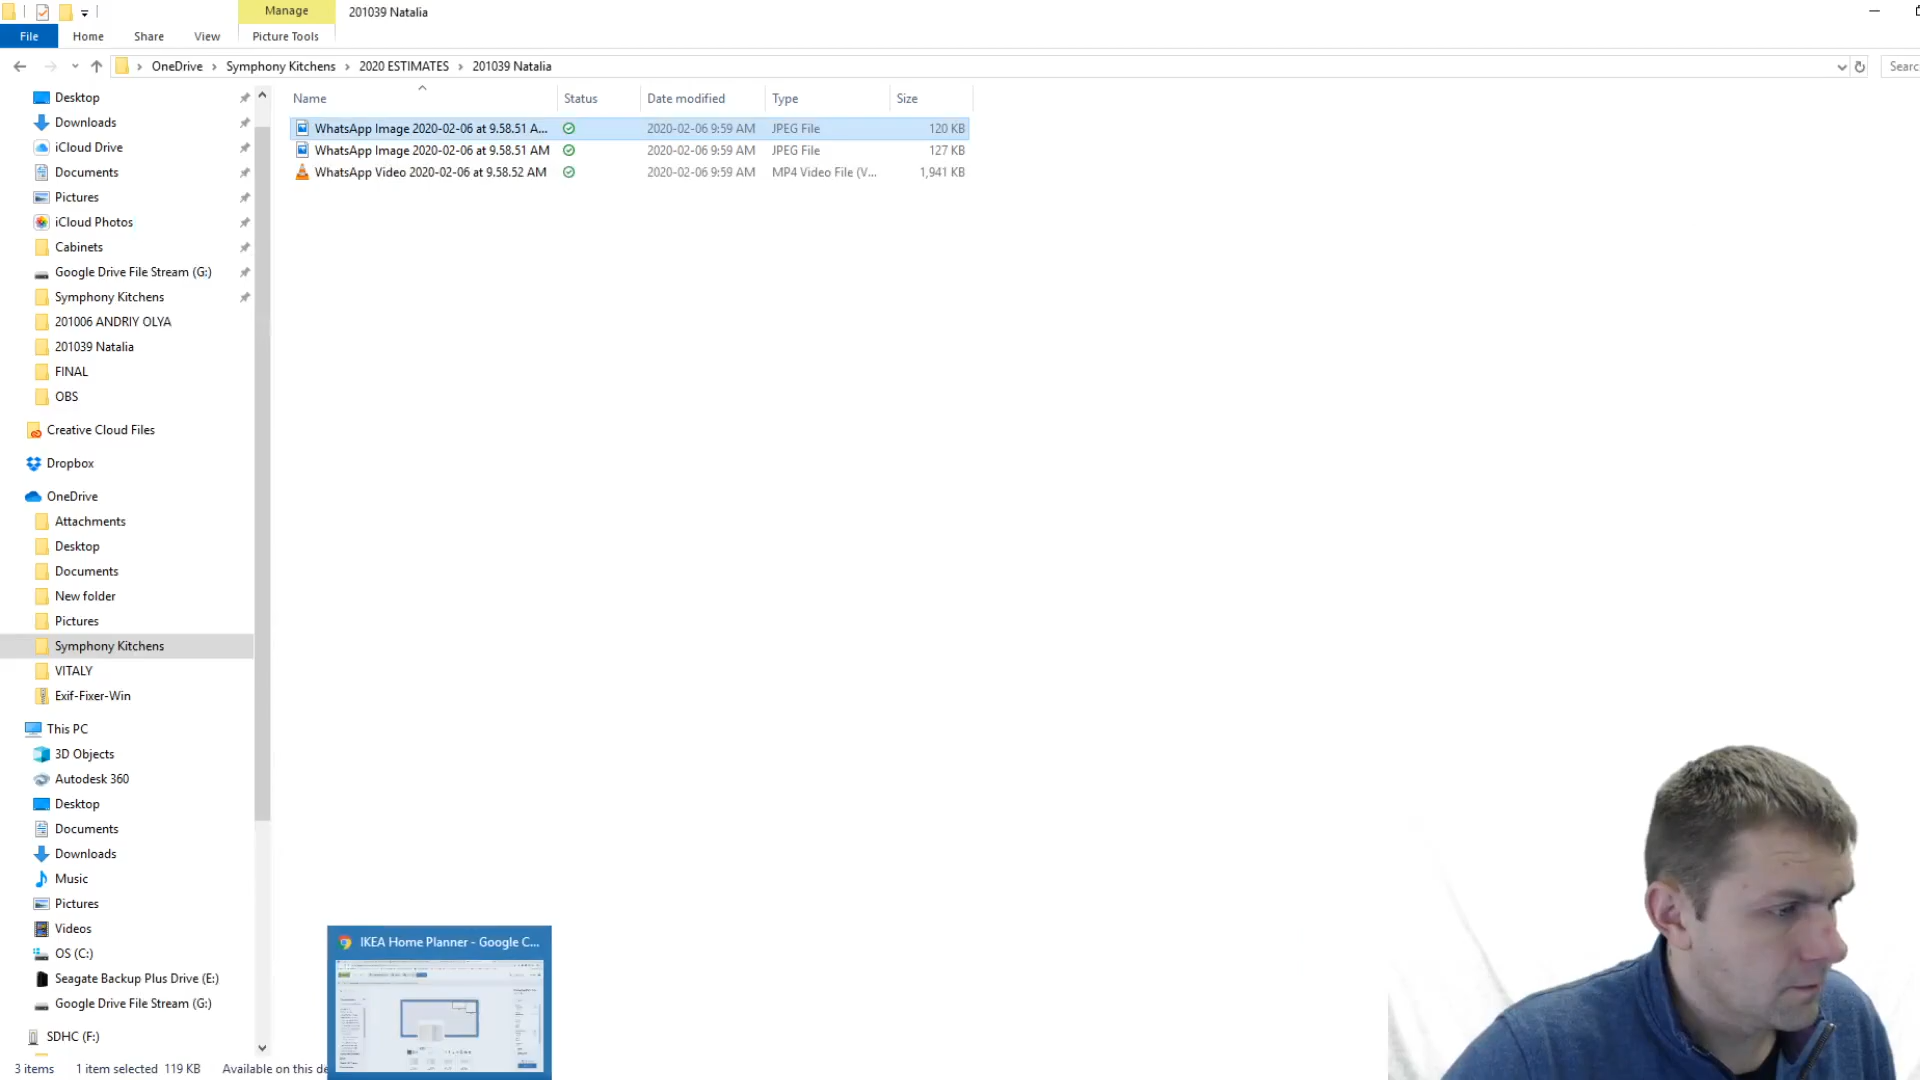 Manage
201039 Natalia
File
Home
Share
View
Picture Tools
OneDrive
Symphony Kitchens
2020 ESTIMATES
201039 Natalia
Searc
Name
Status
Date modified
Type
Size
WhatsApp Image 2020-02-06 at 9.58.51 A...
2020-02-06 9:59 AM
JPEG File
120 KB
WhatsApp Image 2020-02-06 at 9.58.51 AM
2020-02-06 9:59 AM
JPEG File
127 KB
WhatsApp Video 2020-02-06 at 9.58.52 AM
2020-02-06 9:59 AM
MP4 Video File (V...
1,941 KB
Desktop
Downloads
iCloud Drive
Documents
Pictures
iCloud Photos
Cabinets
Google Drive File Stream (G:)
Symphony Kitchens
201006 ANDRIY OLYA
201039 Natalia
FINAL
OBS
Creative Cloud Files
Dropbox
OneDrive
Attachments
Desktop
Documents
New folder
Pictures
Symphony Kitchens
VITALY
Exif-Fixer-Win
This PC
3D Objects
Autodesk 360
Desktop
Documents
Downloads
Music
Pictures
Videos
OS (C:)
Seagate Backup Plus Drive (E:)
Google Drive File Stream (G:)
SDHC (F:)
IKEA Home Planner - Google C...
3 items
1 item selected 119 KB
Available on this de